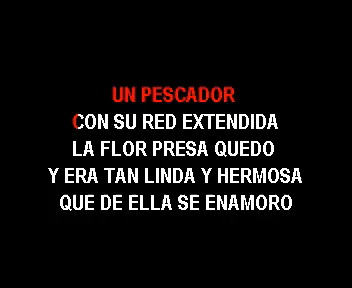 UN PESCADOR
CON SU RED EXTENDIDA
LA FLOR PRESA QUEDO
Y ERA TAN LINDA Y HERMOSA
QUE DE ELLA SE ENAMORO